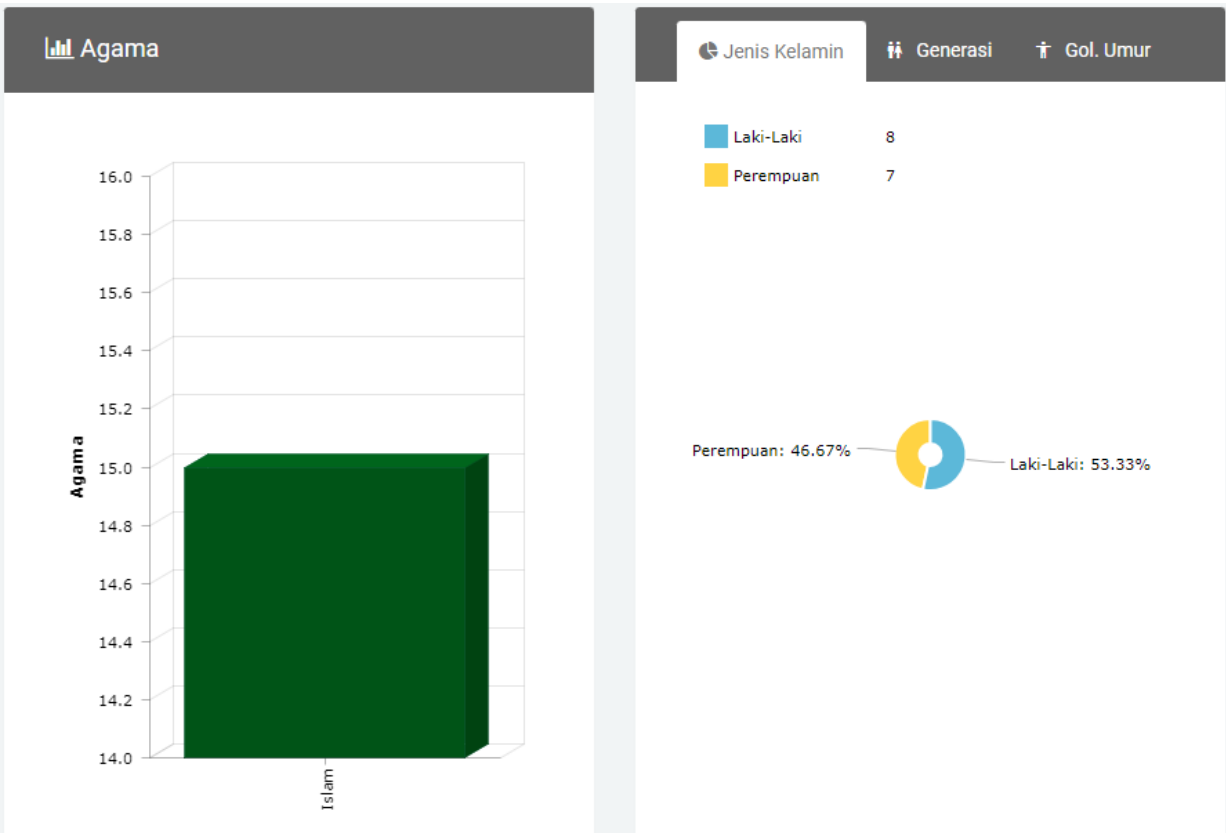 Agama
16.0
15.8
15.6
15.4
15.2
15.0
14.8
14.6
14.4
14.2
14.0
Agama
Islam
Jenis Kelamin Generasi Gol. Umur
Laki-Laki 8
Perempuan 7
Perempuan: 46.67%
Laki-Laki: 53.33%